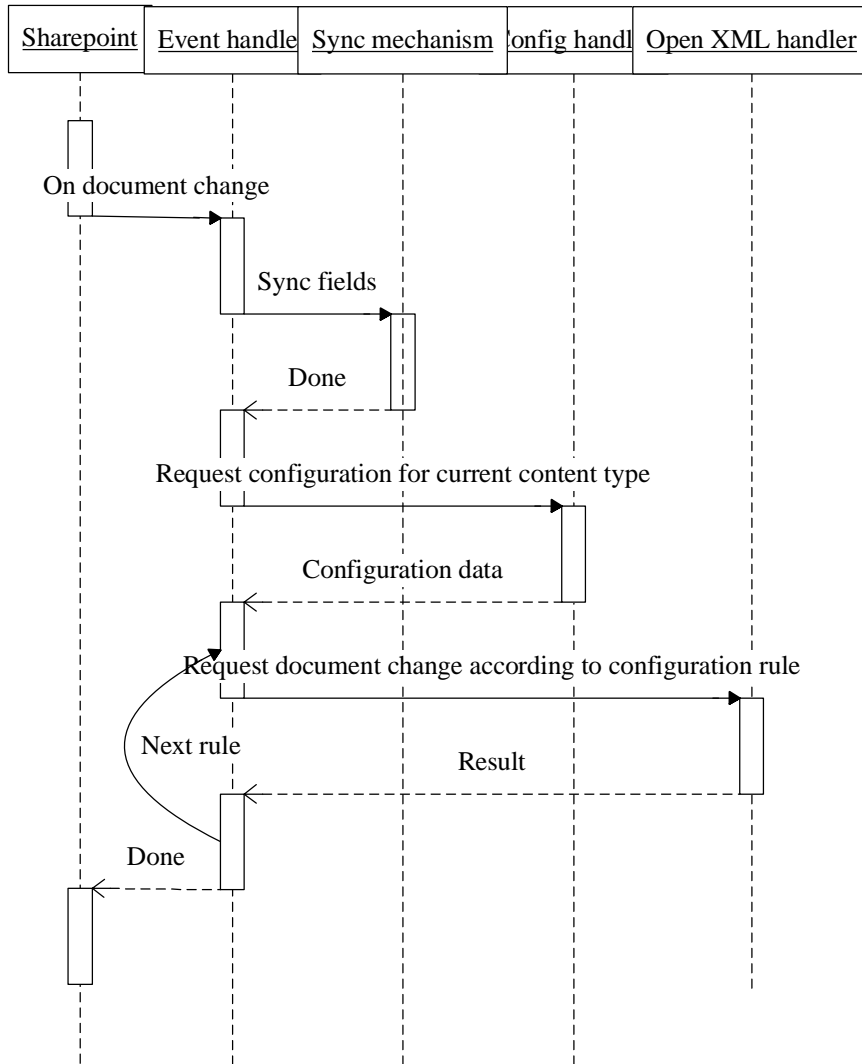 Sharepoint
Event handle
Sync mechanism
Config handl
Open XML handler
On document change
Sync fields
Done
Request configuration for current content type
Configuration data
Request document change according to configuration rule
Next rule
Result
Done